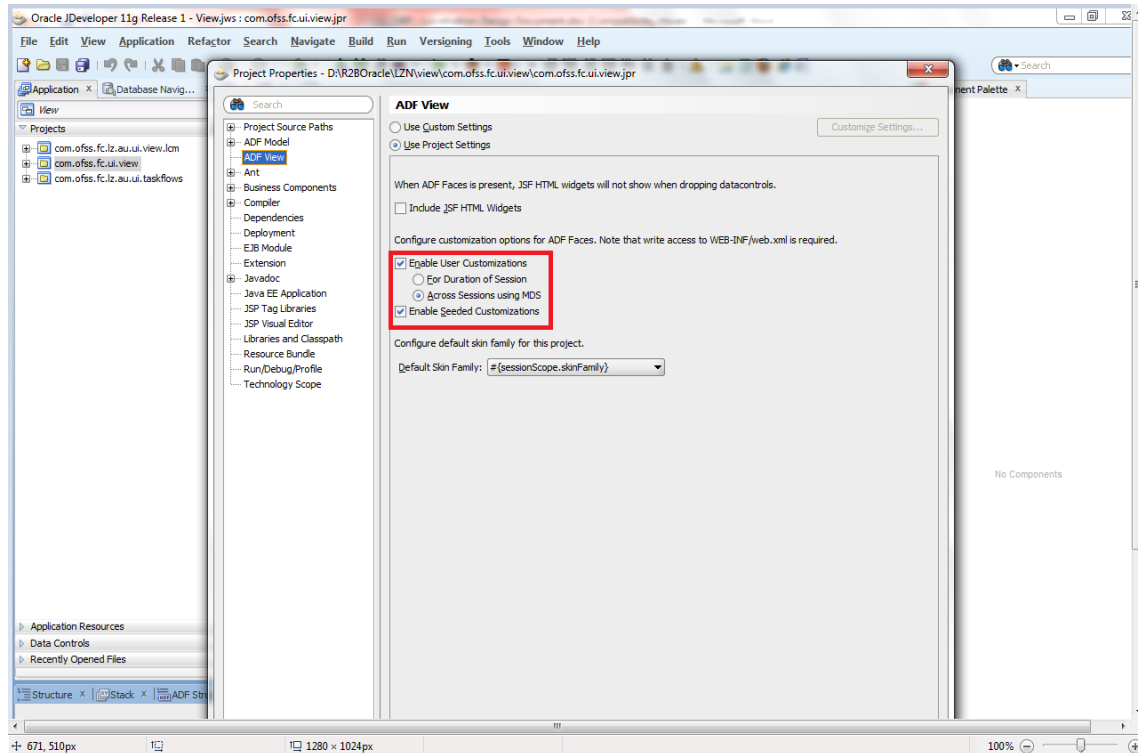 Oracle JDeveloper 11g Release 1 - View.jws : com.ofss.fc.ui.view.jpr
File Edit View Application Refactor Search Navigate Build Run Versioning Tools Window Help
Project Properties - D:\R2BOracle\LZN\view\com.ofss.fc.ui.view\com.ofss.fc.ui.view.jpr
Search
Application
Database Navig...
nent Palette
View
Projects
com.ofss.fc.lz.au.ui.view.lcm
com.ofss.fc.ui.view
com.ofss.fc.lz.au.ui.taskflows
Application Resources
Data Controls
Recently Opened Files
Structure
Stack
ADF Stru
Search
Project Source Paths
ADF Model
ADF View
Ant
Business Components
Compiler
Dependencies
Deployment
EJB Module
Extension
Javadoc
Java EE Application
JSP Tag Libraries
JSP Visual Editor
Libraries and Classpath
Resource Bundle
Run/Debug/Profile
Technology Scope
ADF View
Use Custom Settings
Customize Settings...
Use Project Settings
When ADF Faces is present, JSF HTML widgets will not show when dropping datacontrols.
Include JSF HTML Widgets
Configure customization options for ADF Faces. Note that write access to WEB-INF/web.xml is required.
Enable User Customizations
For Duration of Session
Across Sessions using MDS
Enable Seeded Customizations
Configure default skin family for this project.
Default Skin Family: #{sessionScope.skinFamily}
No Components
671, 510px
1280 × 1024px
100%